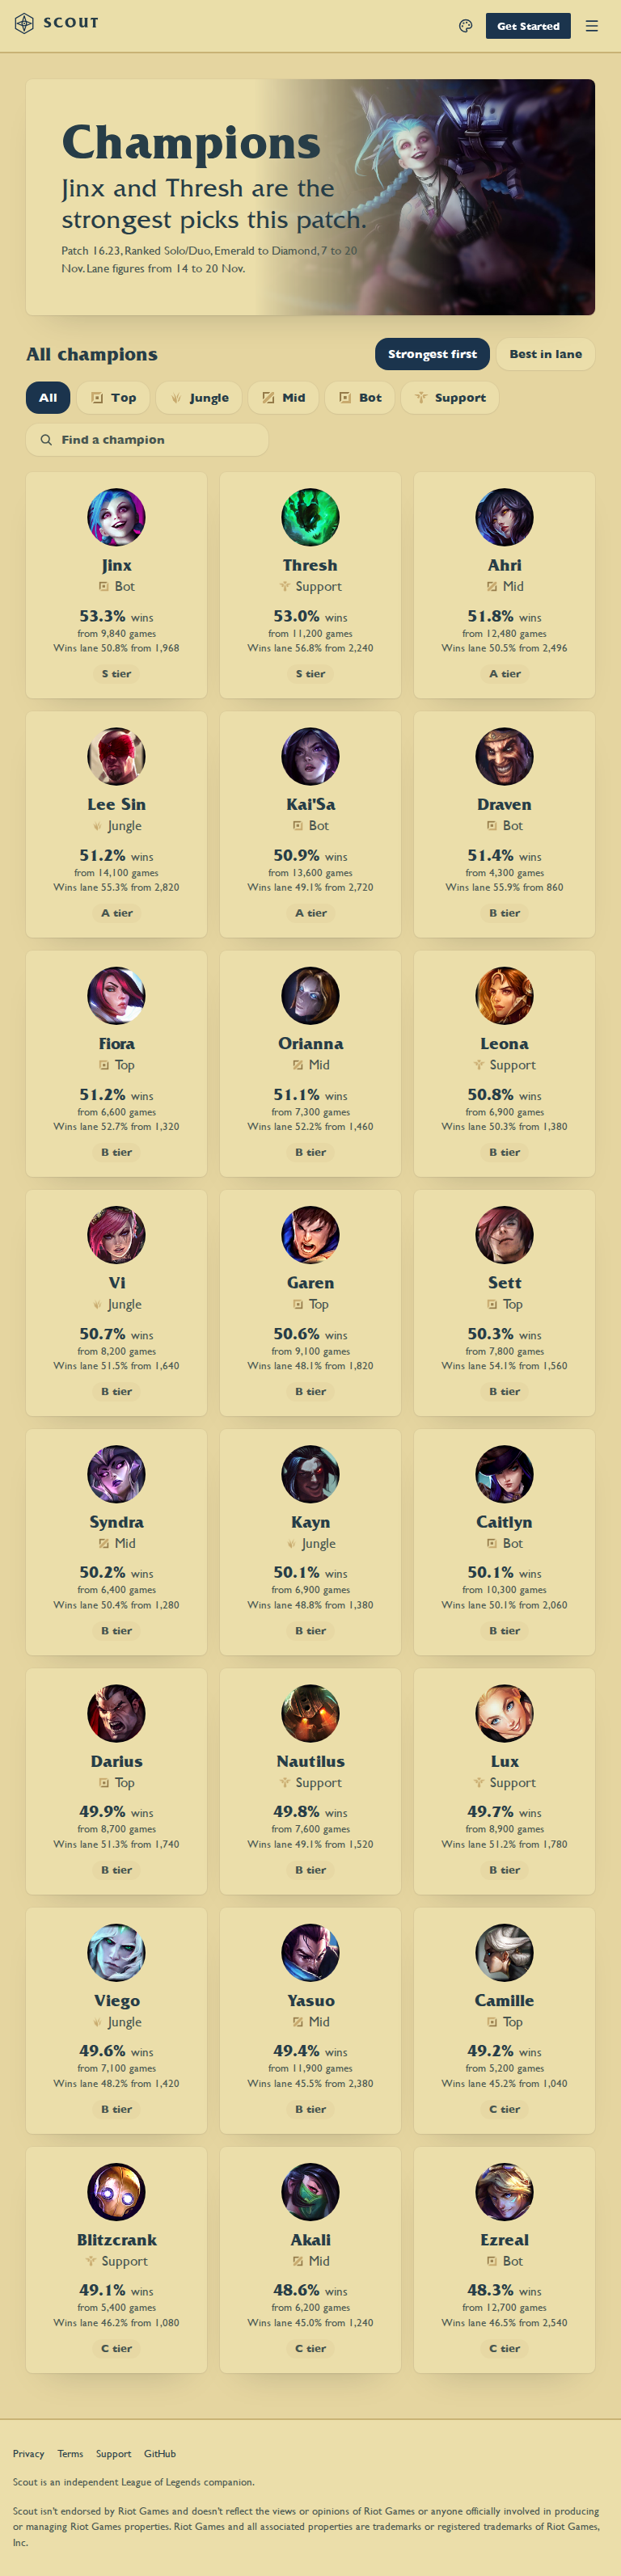 SCOUT
Get Started
Champions
Jinx and Thresh are the
strongest picks this patch.
Patch 16.23, Ranked Solo/Duo, Emerald to Diamond, 7 to 20
Nov. Lane figures from 14 to 20 Nov.
All champions
Strongest first
Best in lane
All
Top
Jungle
Mid
Bot
Support
Find a champion
Jinx
Bot
53.3% wins
from 9,840 games
Wins lane 50.8% from 1,968
S tier
Thresh
Support
53.0% wins
from 11,200 games
Wins lane 56.8% from 2,240
S tier
Ahri
Mid
51.8% wins
from 12,480 games
Wins lane 50.5% from 2,496
A tier
Lee Sin
Jungle
51.2% wins
from 14,100 games
Wins lane 55.3% from 2,820
A tier
Kai'Sa
Bot
50.9% wins
from 13,600 games
Wins lane 49.1% from 2,720
A tier
Draven
Bot
51.4% wins
from 4,300 games
Wins lane 55.9% from 860
B tier
Fiora
Top
51.2% wins
from 6,600 games
Wins lane 52.7% from 1,320
B tier
Orianna
Mid
51.1% wins
from 7,300 games
Wins lane 52.2% from 1,460
B tier
Leona
Support
50.8% wins
from 6,900 games
Wins lane 50.3% from 1,380
B tier
Vi
Jungle
50.7% wins
from 8,200 games
Wins lane 51.5% from 1,640
B tier
Garen
Top
50.6% wins
from 9,100 games
Wins lane 48.1% from 1,820
B tier
Sett
Top
50.3% wins
from 7,800 games
Wins lane 54.1% from 1,560
B tier
Syndra
Mid
50.2% wins
from 6,400 games
Wins lane 50.4% from 1,280
B tier
Kayn
Jungle
50.1% wins
from 6,900 games
Wins lane 48.8% from 1,380
B tier
Caitlyn
Bot
50.1% wins
from 10,300 games
Wins lane 50.1% from 2,060
B tier
Darius
Top
49.9% wins
from 8,700 games
Wins lane 51.3% from 1,740
B tier
Nautilus
Support
49.8% wins
from 7,600 games
Wins lane 49.1% from 1,520
B tier
Lux
Support
49.7% wins
from 8,900 games
Wins lane 51.2% from 1,780
B tier
Viego
Jungle
49.6% wins
from 7,100 games
Wins lane 48.2% from 1,420
B tier
Yasuo
Mid
49.4% wins
from 11,900 games
Wins lane 45.5% from 2,380
B tier
Camille
Top
49.2% wins
from 5,200 games
Wins lane 45.2% from 1,040
C tier
Blitzcrank
Support
49.1% wins
from 5,400 games
Wins lane 46.2% from 1,080
C tier
Akali
Mid
48.6% wins
from 6,200 games
Wins lane 45.0% from 1,240
C tier
Ezreal
Bot
48.3% wins
from 12,700 games
Wins lane 46.5% from 2,540
C tier
Privacy
Terms
Support
GitHub
Scout is an independent League of Legends companion.
Scout isn't endorsed by Riot Games and doesn't reflect the views or opinions of Riot Games or anyone officially involved in producing
or managing Riot Games properties. Riot Games and all associated properties are trademarks or registered trademarks of Riot Games,
Inc.